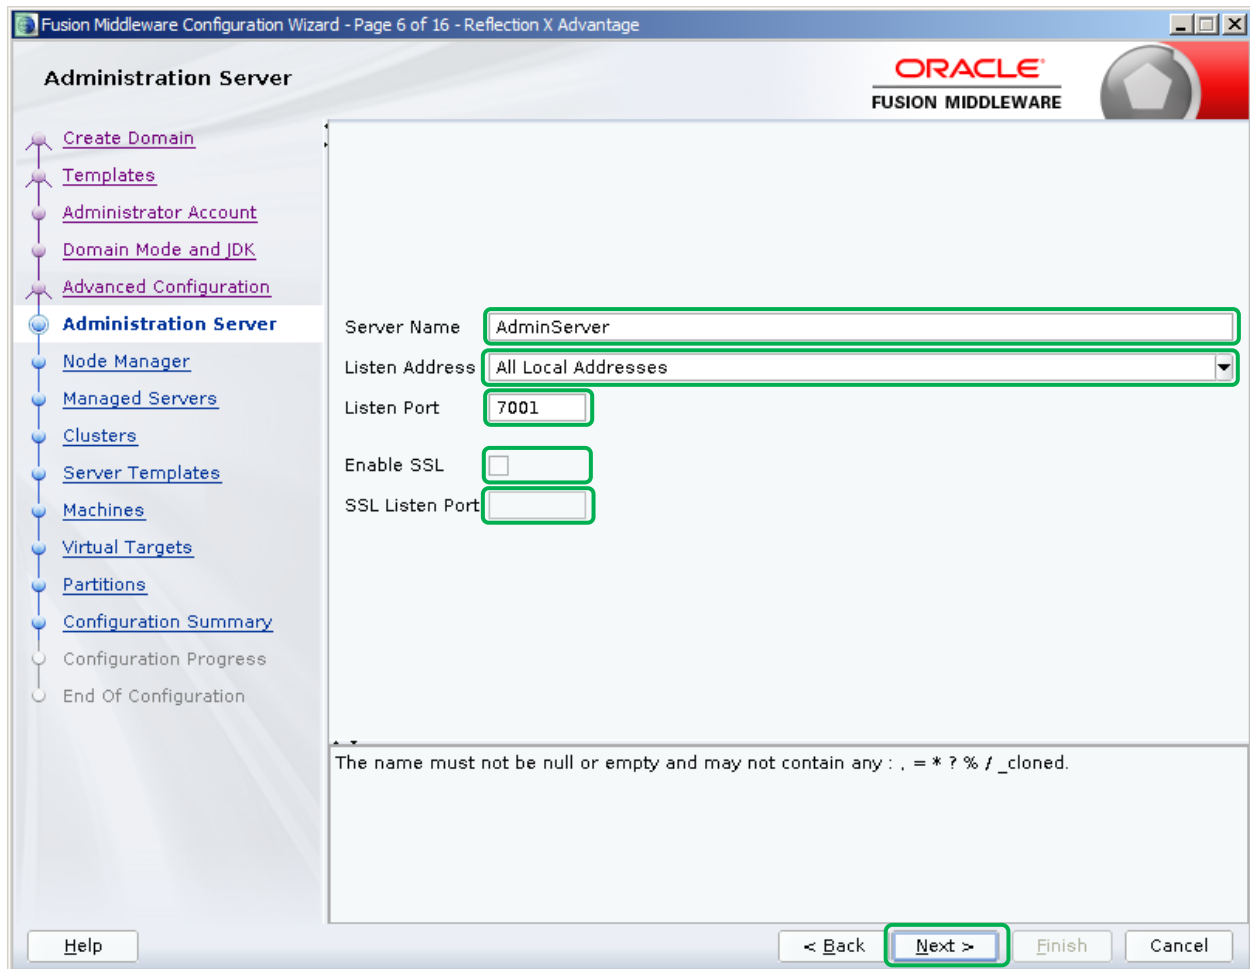 Fusion Middleware Configuration Wizard - Page 6 of 16 - Reflection X Advantage
Administration Server
ORACLE
FUSION MIDDLEWARE
Create Domain
Templates
Administrator Account
Domain Mode and JDK
Advanced Configuration
Administration Server
Node Manager
Managed Servers
Clusters
Server Templates
Machines
Virtual Targets
Partitions
Configuration Summary
Configuration Progress
End Of Configuration
Server Name AdminServer
Listen Address All Local Addresses
Listen Port 7001
Enable SSL
SSL Listen Port
The name must not be null or empty and may not contain any : , = * ? % / _cloned.
Help < Back Next > Finish Cancel